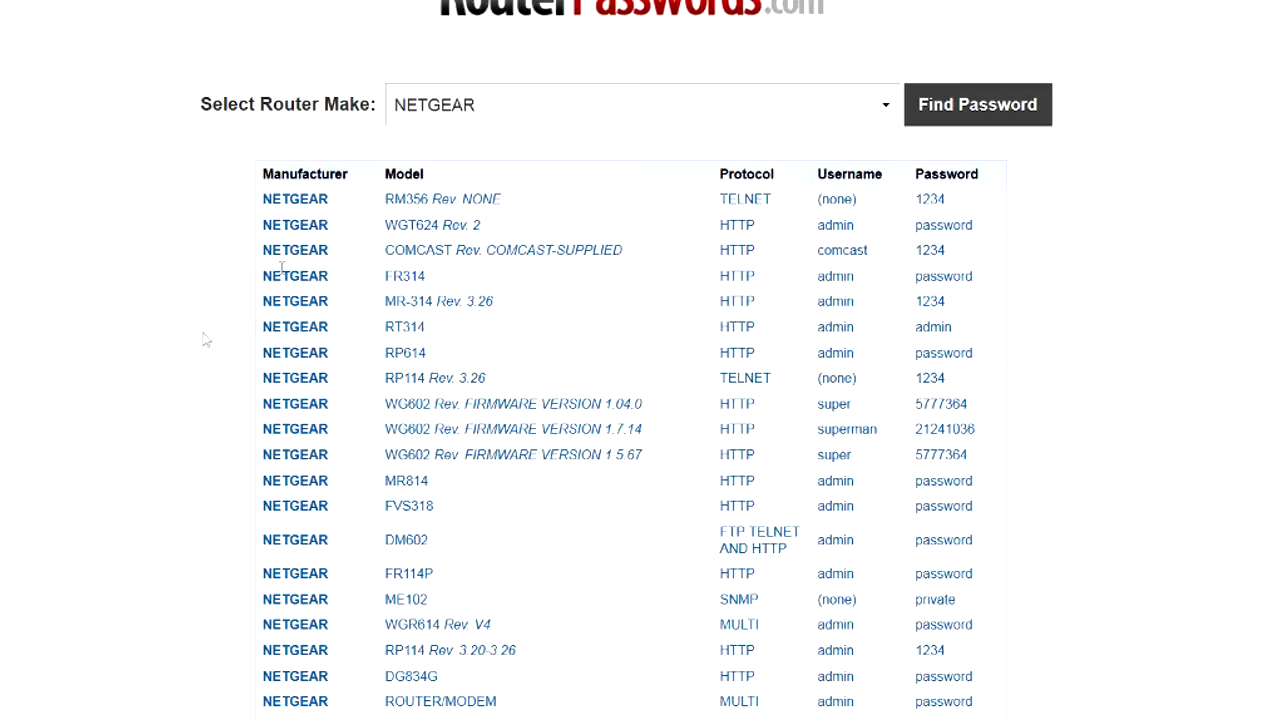 RouterPasswords.com
Select Router Make: NETGEAR Find Password
Manufacturer Model Protocol Username Password
NETGEAR RM356 Rev. NONE TELNET (none) 1234
NETGEAR WGT624 Rev. 2 HTTP admin password
NETGEAR COMCAST Rev. COMCAST-SUPPLIED HTTP comcast 1234
NETGEAR FR314 HTTP admin password
NETGEAR MR-314 Rev. 3.26 HTTP admin 1234
NETGEAR RT314 HTTP admin admin
NETGEAR RP614 HTTP admin password
NETGEAR RP114 Rev. 3.26 TELNET (none) 1234
NETGEAR WG602 Rev. FIRMWARE VERSION 1.04.0 HTTP super 5777364
NETGEAR WG602 Rev. FIRMWARE VERSION 1.7.14 HTTP superman 21241036
NETGEAR WG602 Rev. FIRMWARE VERSION 1.5.67 HTTP super 5777364
NETGEAR MR814 HTTP admin password
NETGEAR FVS318 HTTP admin password
NETGEAR DM602 FTP TELNET AND HTTP admin password
NETGEAR FR114P HTTP admin password
NETGEAR ME102 SNMP (none) private
NETGEAR WGR614 Rev. V4 MULTI admin password
NETGEAR RP114 Rev. 3.20-3.26 HTTP admin 1234
NETGEAR DG834G HTTP admin password
NETGEAR ROUTER/MODEM MULTI admin password